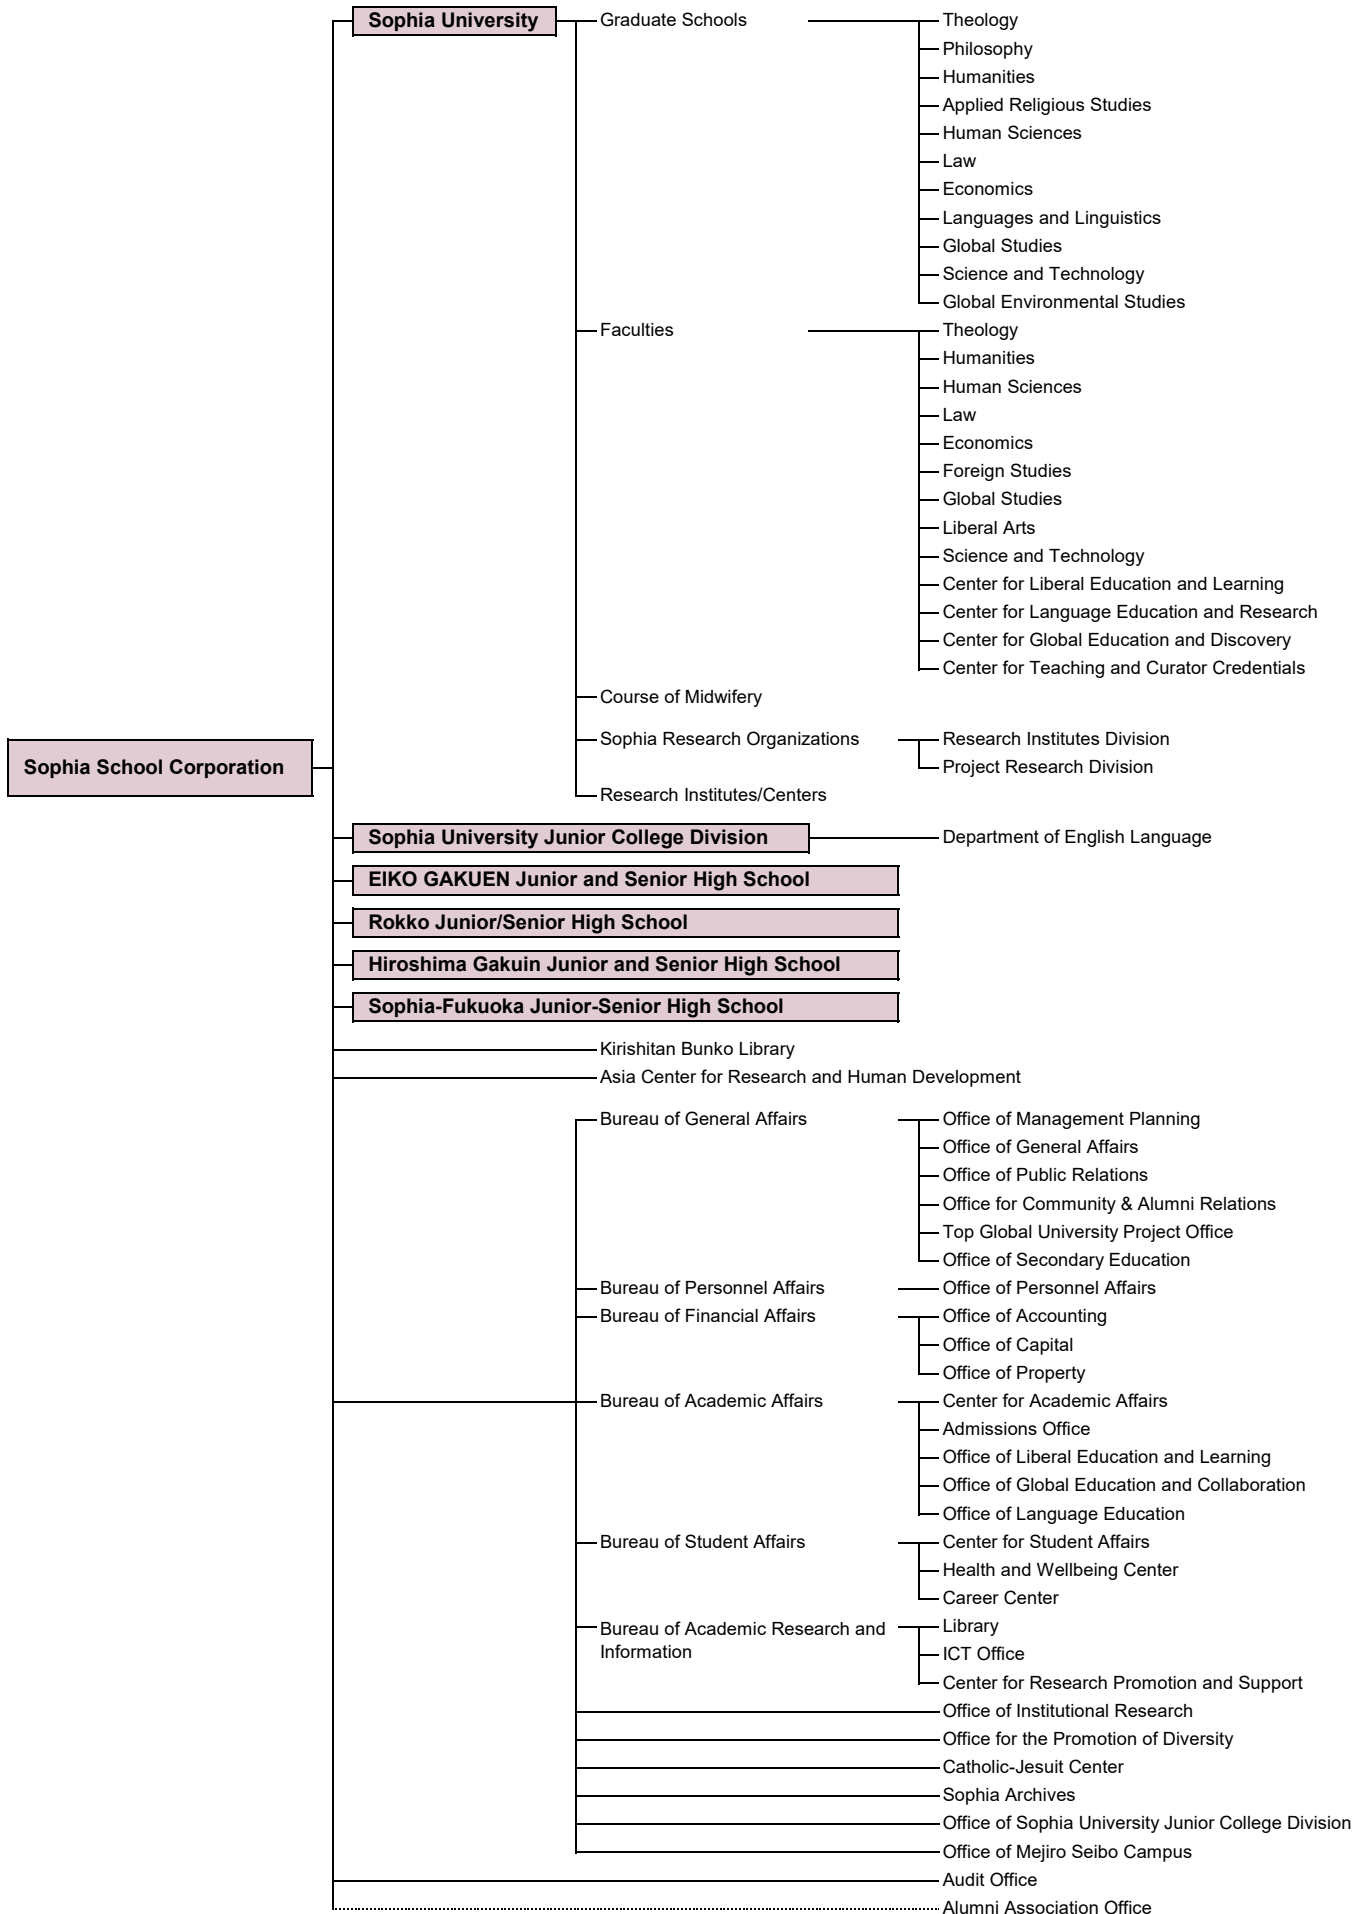 Sophia University
Graduate Schools
Theology
Philosophy
Humanities
Applied Religious Studies
Human Sciences
Law
Economics
Languages and Linguistics
Global Studies
Science and Technology
Global Environmental Studies
Faculties
Theology
Humanities
Human Sciences
Law
Economics
Foreign Studies
Global Studies
Liberal Arts
Science and Technology
Center for Liberal Education and Learning
Center for Language Education and Research
Center for Global Education and Discovery
Center for Teaching and Curator Credentials
Course of Midwifery
Sophia Research Organizations
Research Institutes Division
Project Research Division
Sophia School Corporation
Research Institutes/Centers
Sophia University Junior College Division
Department of English Language
EIKO GAKUEN Junior and Senior High School
Rokko Junior/Senior High School
Hiroshima Gakuin Junior and Senior High School
Sophia-Fukuoka Junior-Senior High School
Kirishitan Bunko Library
Asia Center for Research and Human Development
Bureau of General Affairs
Office of Management Planning
Office of General Affairs
Office of Public Relations
Office for Community & Alumni Relations
Top Global University Project Office
Office of Secondary Education
Bureau of Personnel Affairs
Office of Personnel Affairs
Bureau of Financial Affairs
Office of Accounting
Office of Capital
Office of Property
Bureau of Academic Affairs
Center for Academic Affairs
Admissions Office
Office of Liberal Education and Learning
Office of Global Education and Collaboration
Office of Language Education
Bureau of Student Affairs
Center for Student Affairs
Health and Wellbeing Center
Career Center
Bureau of Academic Research and
Information
Library
ICT Office
Center for Research Promotion and Support
Office of Institutional Research
Office for the Promotion of Diversity
Catholic-Jesuit Center
Sophia Archives
Office of Sophia University Junior College Division
Office of Mejiro Seibo Campus
Audit Office
Alumni Association Office